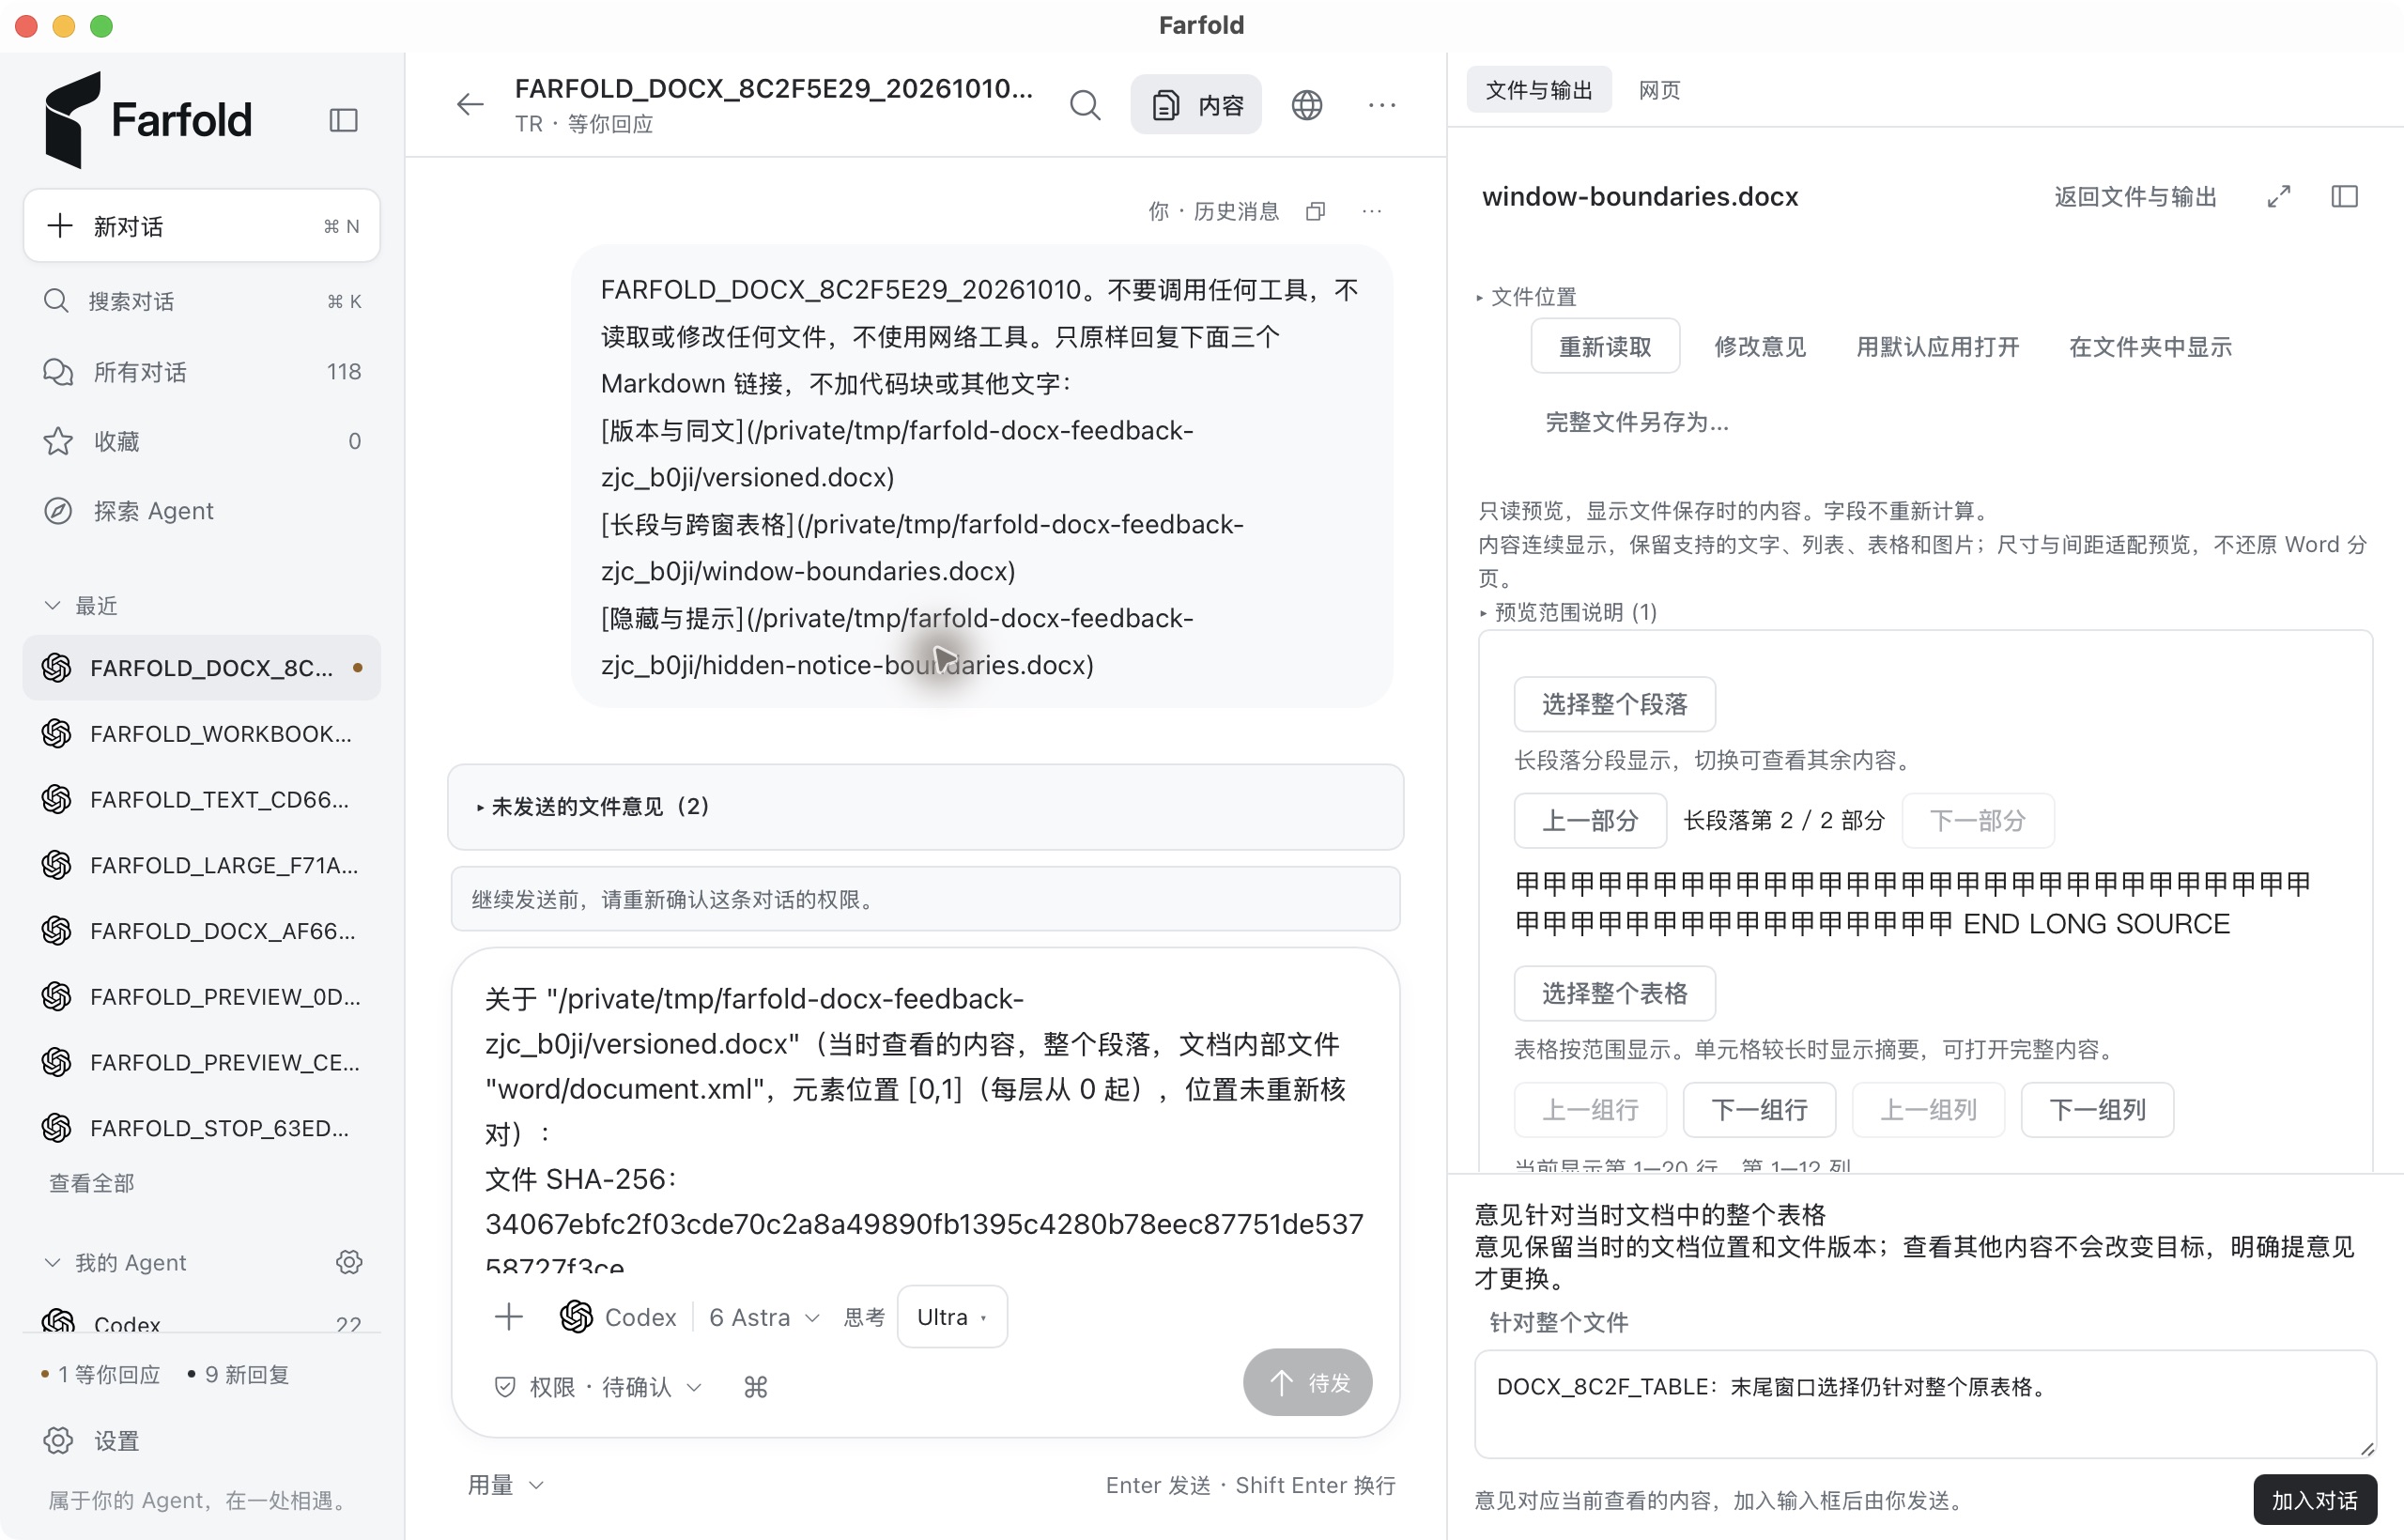 Farfold
Farfold
新对话
⌘ N
搜索对话
⌘ K
所有对话
118
收藏
0
探索 Agent
最近
FARFOLD_DOCX_8C...
FARFOLD_WORKBOOK...
FARFOLD_TEXT_CD66...
FARFOLD_LARGE_F71A...
FARFOLD_DOCX_AF66...
FARFOLD_PREVIEW_0D...
FARFOLD_PREVIEW_CE...
FARFOLD_STOP_63ED...
查看全部
我的 Agent
Codex
22
1 等你回应
9 新回复
设置
属于你的 Agent，在一处相遇。
FARFOLD_DOCX_8C2F5E29_20261010...
TR · 等你回应
内容
你 · 历史消息
FARFOLD_DOCX_8C2F5E29_20261010。不要调用任何工具，不
读取或修改任何文件，不使用网络工具。只原样回复下面三个
Markdown 链接，不加代码块或其他文字：
[版本与同文](/private/tmp/farfold-docx-feedback-
zjc_b0ji/versioned.docx)
[长段与跨窗表格](/private/tmp/farfold-docx-feedback-
zjc_b0ji/window-boundaries.docx)
[隐藏与提示](/private/tmp/farfold-docx-feedback-
zjc_b0ji/hidden-notice-boundaries.docx)
未发送的文件意见（2）
继续发送前，请重新确认这条对话的权限。
关于 "/private/tmp/farfold-docx-feedback-
zjc_b0ji/versioned.docx"（当时查看的内容，整个段落，文档内部文件
"word/document.xml"，元素位置 [0,1]（每层从 0 起），位置未重新核
对）：
文件 SHA-256：
34067ebfc2f03cde70c2a8a49890fb1395c4280b78eec87751de537
58727f3ce
Codex
6 Astra
思考
Ultra
权限 · 待确认
⌘
待发
用量
Enter 发送 · Shift Enter 换行
文件与输出
网页
window-boundaries.docx
返回文件与输出
文件位置
重新读取
修改意见
用默认应用打开
在文件夹中显示
完整文件另存为...
只读预览，显示文件保存时的内容。字段不重新计算。
内容连续显示，保留支持的文字、列表、表格和图片；尺寸与间距适配预览，不还原 Word 分
页。
预览范围说明 (1)
选择整个段落
长段落分段显示，切换可查看其余内容。
上一部分
长段落第 2 / 2 部分
下一部分
甲甲甲甲甲甲甲甲甲甲甲甲甲甲甲甲甲甲甲甲甲甲甲甲甲甲甲甲甲
甲甲甲甲甲甲甲甲甲甲甲甲甲甲甲甲 END LONG SOURCE
选择整个表格
表格按范围显示。单元格较长时显示摘要，可打开完整内容。
上一组行
下一组行
上一组列
下一组列
当前显示第 1—20 行，第 1—12 列
意见针对当时文档中的整个表格
意见保留当时的文档位置和文件版本；查看其他内容不会改变目标，明确提意见
才更换。
针对整个文件
DOCX_8C2F_TABLE：末尾窗口选择仍针对整个原表格。
意见对应当前查看的内容，加入输入框后由你发送。
加入对话